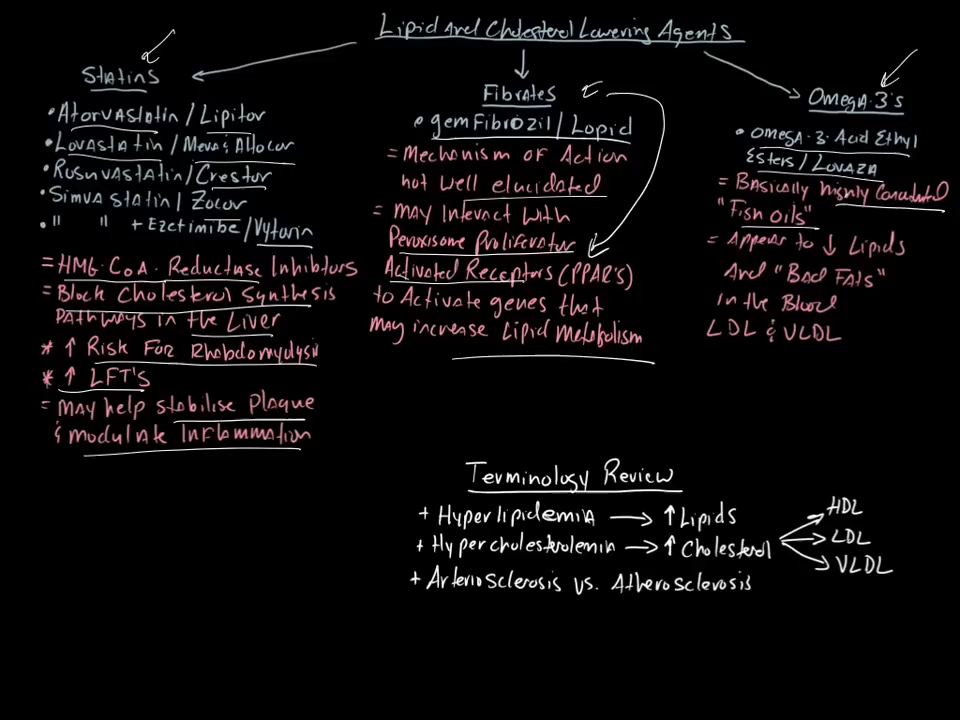 Lipid and Cholesterol Lowering Agents
Statins
• Atorvastatin / Lipitor
• Lovastatin / Meva & Altocor
• Rosuvastatin / Crestor
• Simvastatin / Zocor
• " " + Ezetimibe / Vytorin
= HMG-CoA-Reductase Inhibitors
= Block Cholesterol Synthesis
Pathways in the Liver
* ↑ Risk For Rhabdomyolysis
* ↑ LFT'S
= May help stabilise Plaque
& modulate Inflammation
Fibrates
• gemFibrozil / Lopid
= Mechanism of Action
not well elucidated
= May Interact with
Peroxisome Proliferator
Activated Receptors (PPAR'S)
to Activate genes that
may increase Lipid Metabolism
Omega-3's
• Omega-3-Acid Ethyl
Esters / Lovaza
= Basically highly Concentrated
"Fish oils"
= Appear to ↓ Lipids
And "Bad Fats"
in the Blood
LDL & VLDL
Terminology Review
+ Hyperlipidemia → ↑ Lipids
+ Hypercholesterolemia → ↑ Cholesterol
HDL
LDL
VLDL
+ Arteriosclerosis vs. Atherosclerosis